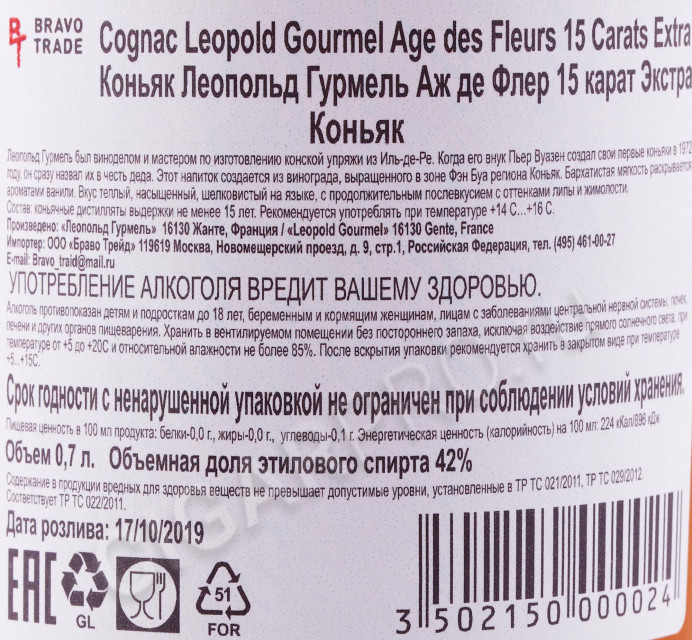 BRAVO
TRADE
Cognac Leopold Gourmel Age des Fleurs 15 Carats Extra
Коньяк Леопольд Гурмель Аж де Флер 15 карат Экстра
Коньяк
Леопольд Гурмель был виноделом и мастером по изготовлению конской упряжи из Иль-де-Ре. Когда его внук Пьер Вуазен создал свои первые коньяки в 1972
году, он сразу назвал их в честь деда. Этот напиток создается из винограда, выращенного в зоне Фэн Буа региона Коньяк. Бархатистая мягкость раскрывается
ароматами ванили. Вкус теплый, насыщенный, шелковистый на языке, с продолжительным послевкусием с оттенками липы и жимолости.
Состав: коньячные дистилляты выдержки не менее 15 лет. Рекомендуется употреблять при температуре +14 С...+16 С.
Произведено: «Леопольд Гурмель» 16130 Жанте, Франция / «Leopold Gourmel» 16130 Gente, France
Импортер: ООО «Браво Трейд» 119619 Москва, Новомещерский проезд, д. 9, стр.1, Российская Федерация, тел. (495) 461-00-27
E-mail: Bravo_traid@mail.ru
УПОТРЕБЛЕНИЕ АЛКОГОЛЯ ВРЕДИТ ВАШЕМУ ЗДОРОВЬЮ.
Алкоголь противопоказан детям и подросткам до 18 лет, беременным и кормящим женщинам, лицам с заболеваниями центральной нервной системы, почек,
печени и других органов пищеварения. Хранить в вентилируемом помещении без постороннего запаха, исключая воздействие прямого солнечного света, при
температуре от +5 до +20С и относительной влажности не более 85%. После вскрытия упаковки рекомендуется хранить в закрытом виде при температуре
+5...+15С.
Срок годности с ненарушенной упаковкой не ограничен при соблюдении условий хранения.
Пищевая ценность в 100 мл продукта: белки-0,0 г., жиры-0,0 г., углеводы-0,1 г. Энергетическая ценность (калорийность) на 100 мл: 224 кКал/896 кДж
Объем 0,7 л. Объемная доля этилового спирта 42%
Содержание в продукции вредных для здоровья веществ не превышает допустимые уровни, установленные в ТР ТС 021/2011, ТР ТС 029/2012
Соответствует ТР ТС 022/2011.
Дата розлива: 17/10/2019
EAC
GL
51
FOR
3 502150 000024